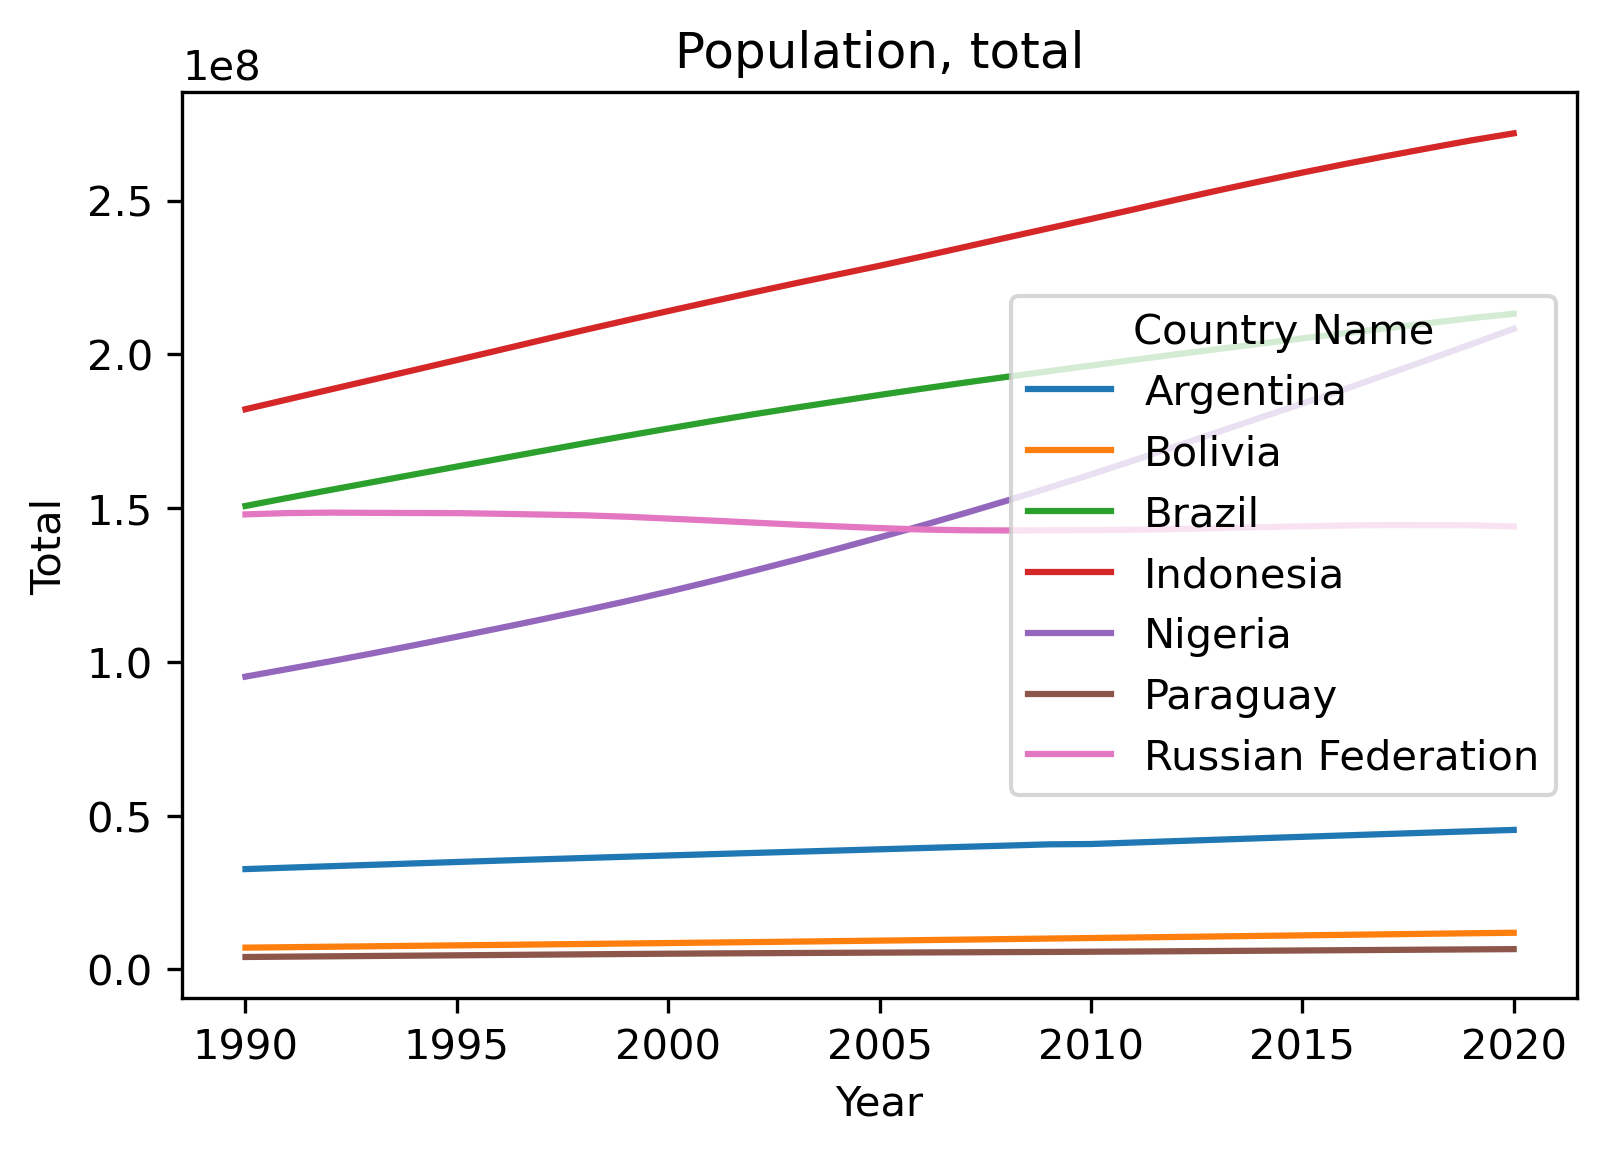 Population, total
1e8
2.5
2.0
1.5
1.0
0.5
0.0
Total
Country Name
Argentina
Bolivia
Brazil
Indonesia
Nigeria
Paraguay
Russian Federation
1990 1995 2000 2005 2010 2015 2020
Year